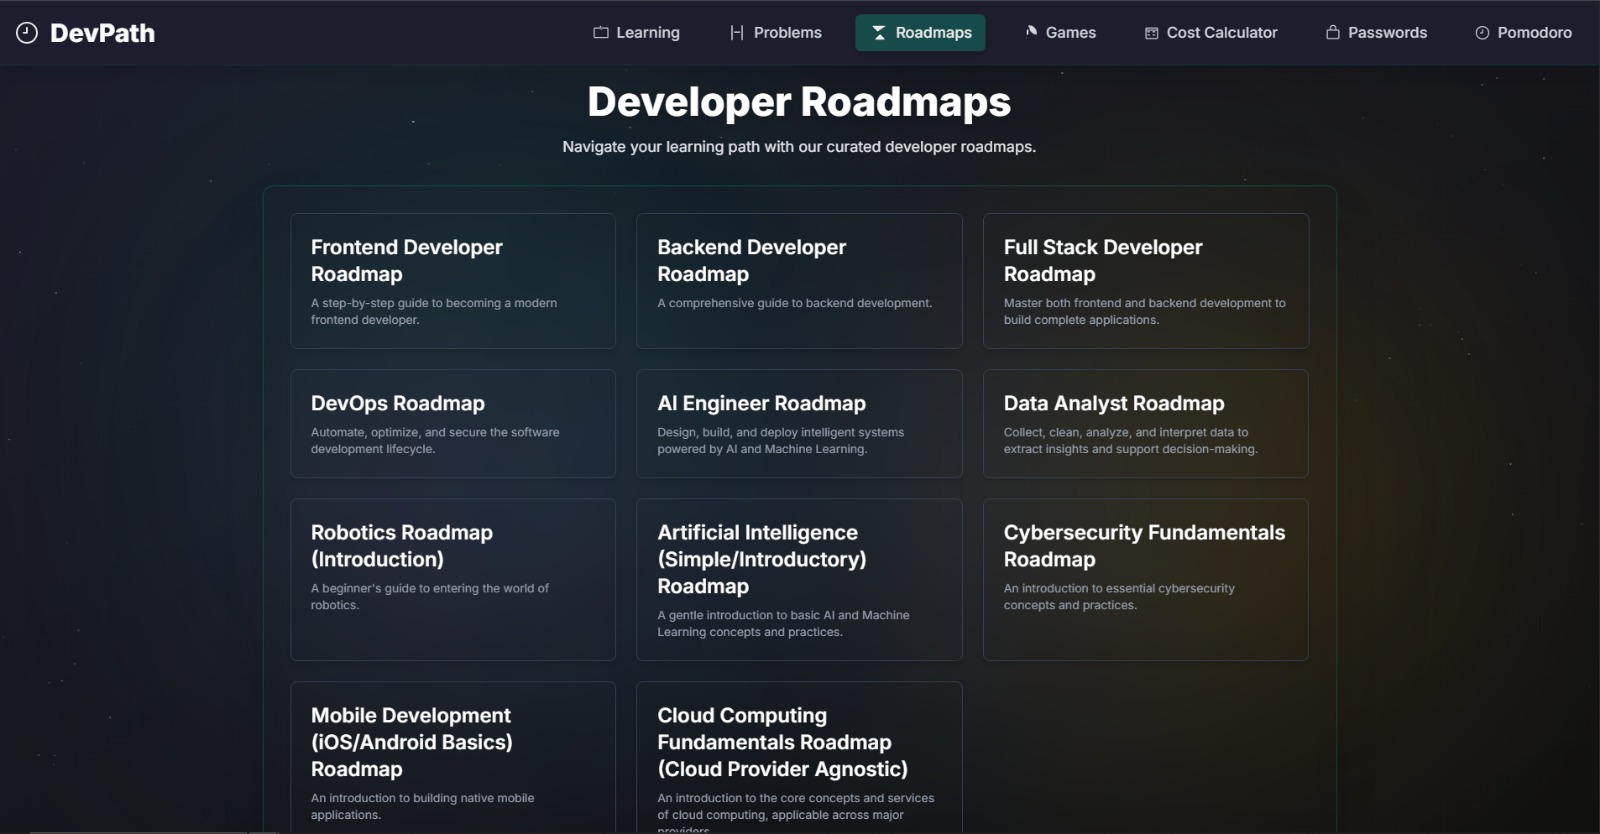 DevPath
Learning
Problems
Roadmaps
Games
Cost Calculator
Passwords
Pomodoro
Developer Roadmaps
Navigate your learning path with our curated developer roadmaps.
Frontend Developer
Roadmap
A step-by-step guide to becoming a modern
frontend developer.
Backend Developer
Roadmap
A comprehensive guide to backend development.
Full Stack Developer
Roadmap
Master both frontend and backend development to
build complete applications.
DevOps Roadmap
Automate, optimize, and secure the software
development lifecycle.
AI Engineer Roadmap
Design, build, and deploy intelligent systems
powered by AI and Machine Learning.
Data Analyst Roadmap
Collect, clean, analyze, and interpret data to
extract insights and support decision-making.
Robotics Roadmap
(Introduction)
A beginner's guide to entering the world of
robotics.
Artificial Intelligence
(Simple/Introductory)
Roadmap
A gentle introduction to basic AI and Machine
Learning concepts and practices.
Cybersecurity Fundamentals
Roadmap
An introduction to essential cybersecurity
concepts and practices.
Mobile Development
(iOS/Android Basics)
Roadmap
An introduction to building native mobile
applications.
Cloud Computing
Fundamentals Roadmap
(Cloud Provider Agnostic)
An introduction to the core concepts and services
of cloud computing, applicable across major
providers.